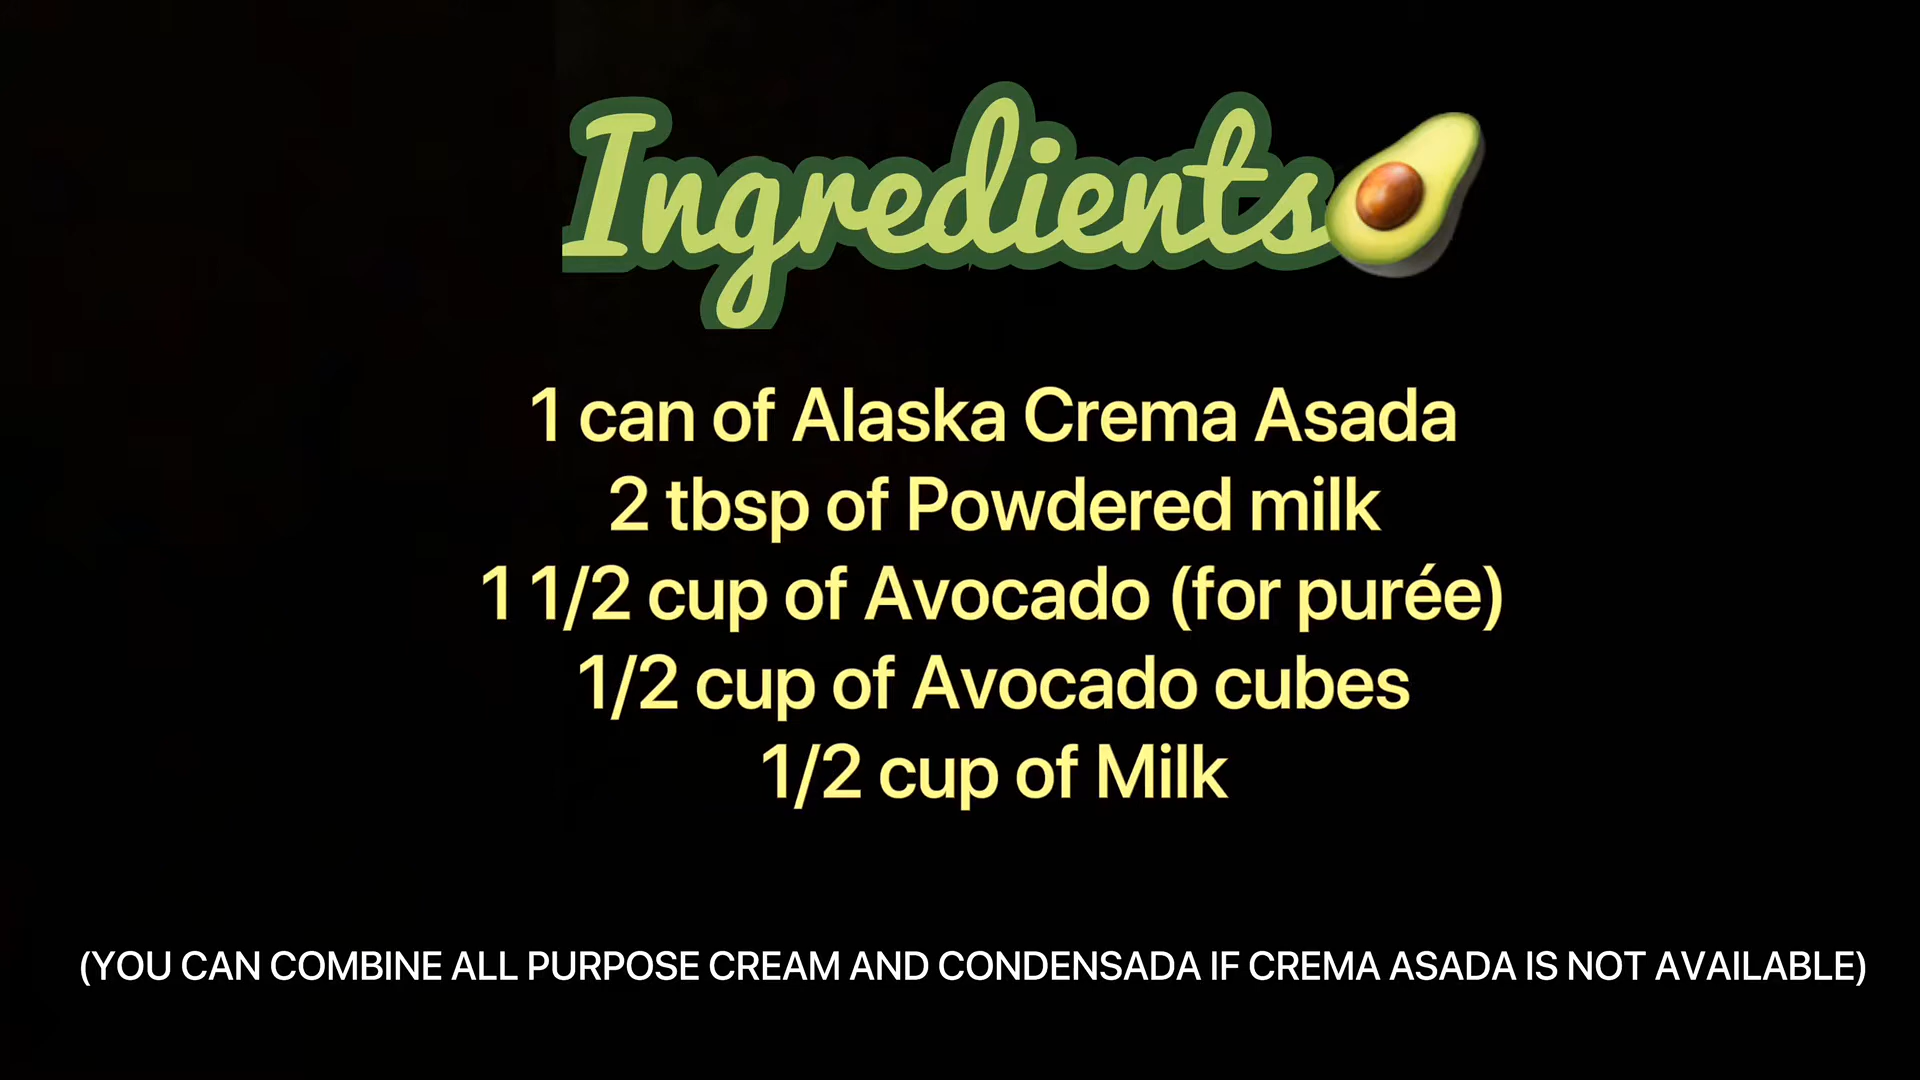 Ingredients
1 can of Alaska Crema Asada
2 tbsp of Powdered milk
1 1/2 cup of Avocado (for purée)
1/2 cup of Avocado cubes
1/2 cup of Milk
(YOU CAN COMBINE ALL PURPOSE CREAM AND CONDENSADA IF CREMA ASADA IS NOT AVAILABLE)